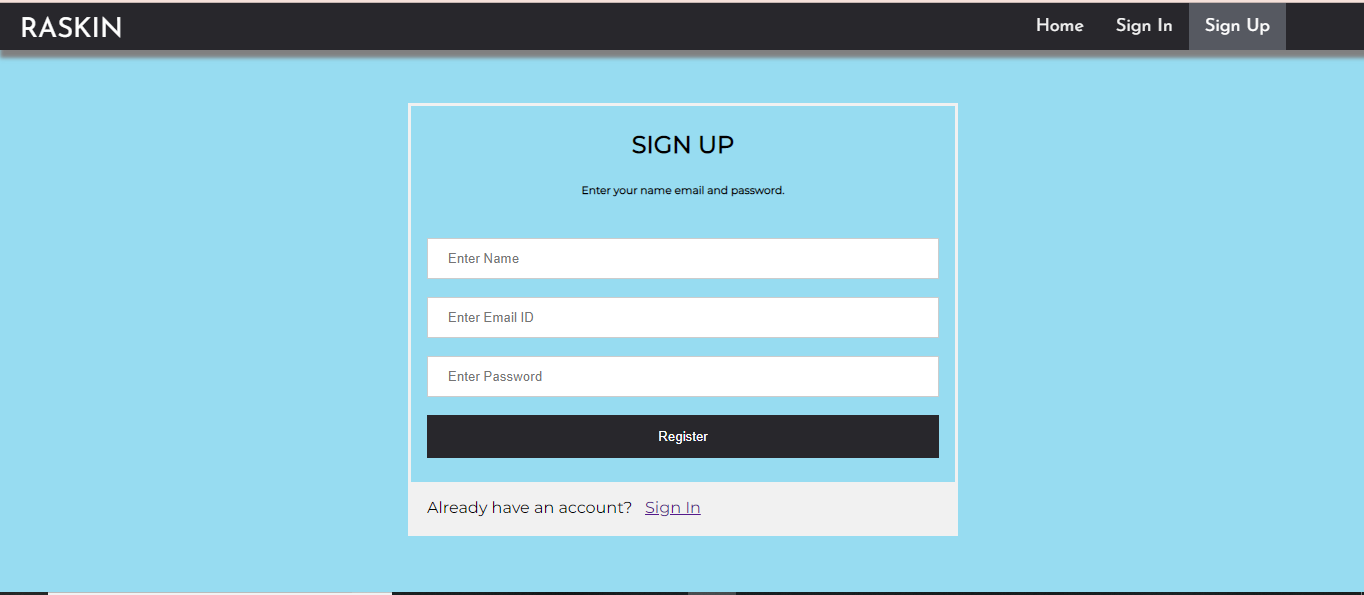 RASKIN Home Sign In Sign Up
SIGN UP
Enter your name email and password.
Enter Name
Enter Email ID
Enter Password
Register
Already have an account? Sign In